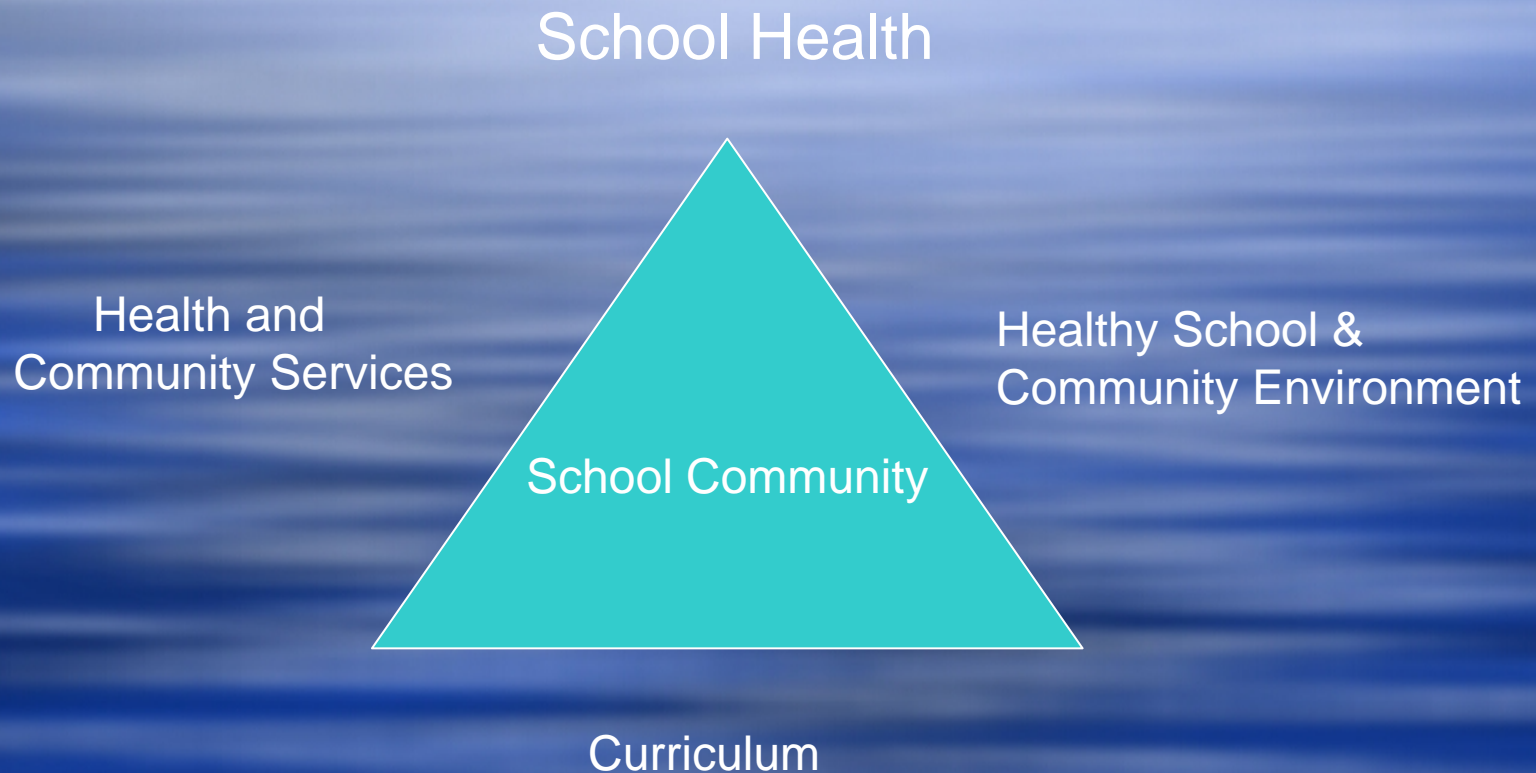 School Health
Health and
Community Services
Healthy School &
Community Environment
School Community
Curriculum